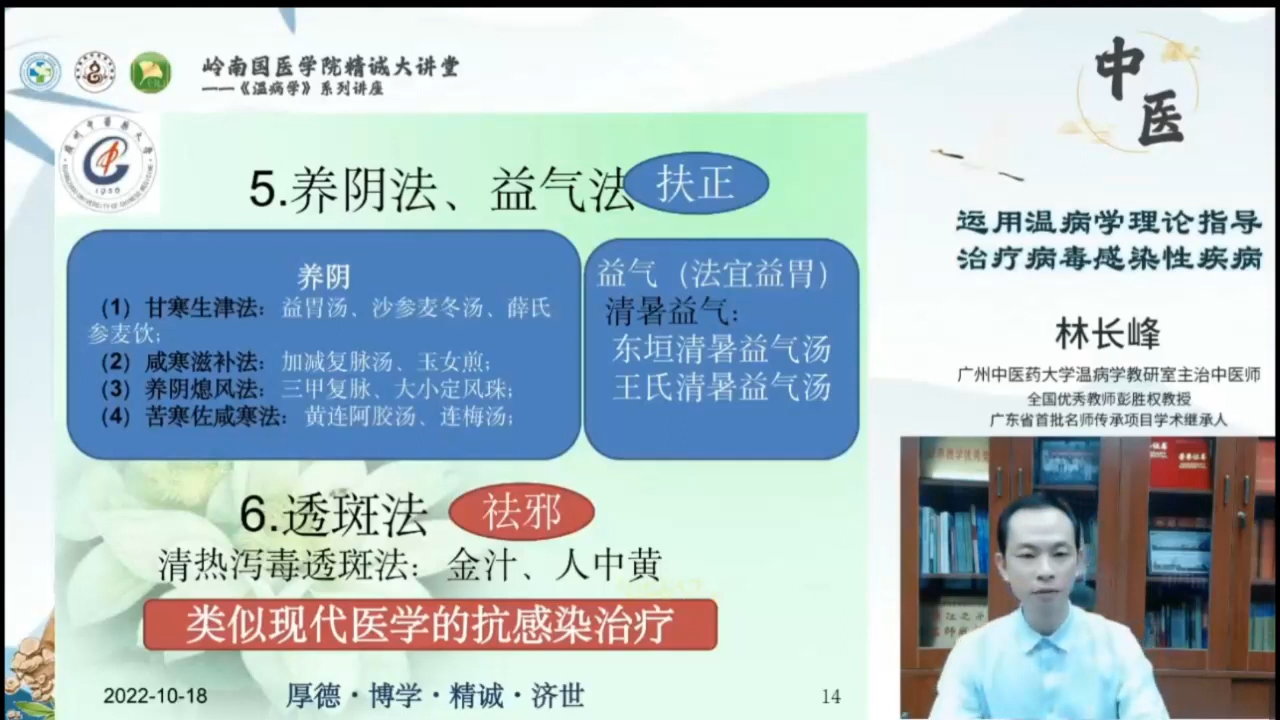 岭南国医学院精诚大讲堂
——《温病学》系列讲座
中医
5.养阴法、益气法
扶正
养阴
（1）甘寒生津法：益胃汤、沙参麦冬汤、薛氏
参麦饮；
（2）咸寒滋补法：加减复脉汤、玉女煎；
（3）养阴熄风法：三甲复脉、大小定风珠；
（4）苦寒佐咸寒法：黄连阿胶汤、连梅汤；
益气（法宜益胃）
清暑益气：
东垣清暑益气汤
王氏清暑益气汤
6.透斑法
祛邪
清热泻毒透斑法：金汁、人中黄
类似现代医学的抗感染治疗
2022-10-18
厚德·博学·精诚·济世
14
运用温病学理论指导
治疗病毒感染性疾病
林长峰
广州中医药大学温病学教研室主治中医师
全国优秀教师彭胜权教授
广东省首批名师传承项目学术继承人